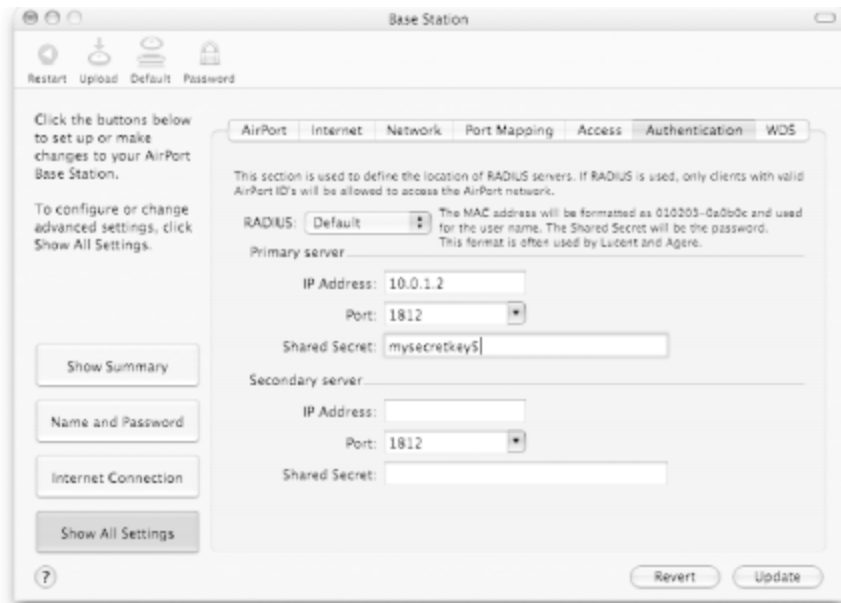 Base Station
Restart Upload Default Password
Click the buttons below
to set up or make
changes to your AirPort
Base Station.
To configure or change
advanced settings, click
Show All Settings.
Show Summary
Name and Password
Internet Connection
Show All Settings
?
AirPort Internet Network Port Mapping Access Authentication WDS
This section is used to define the location of RADIUS servers. If RADIUS is used, only clients with valid
AirPort ID's will be allowed to access the AirPort network.
RADIUS: Default
The MAC address will be formatted as 010203-0a0b0c and used
for the user name. The Shared Secret will be the password.
This format is often used by Lucent and Agere.
Primary server
IP Address: 10.0.1.2
Port: 1812
Shared Secret: mysecretkey$
Secondary server
IP Address:
Port: 1812
Shared Secret:
Revert Update